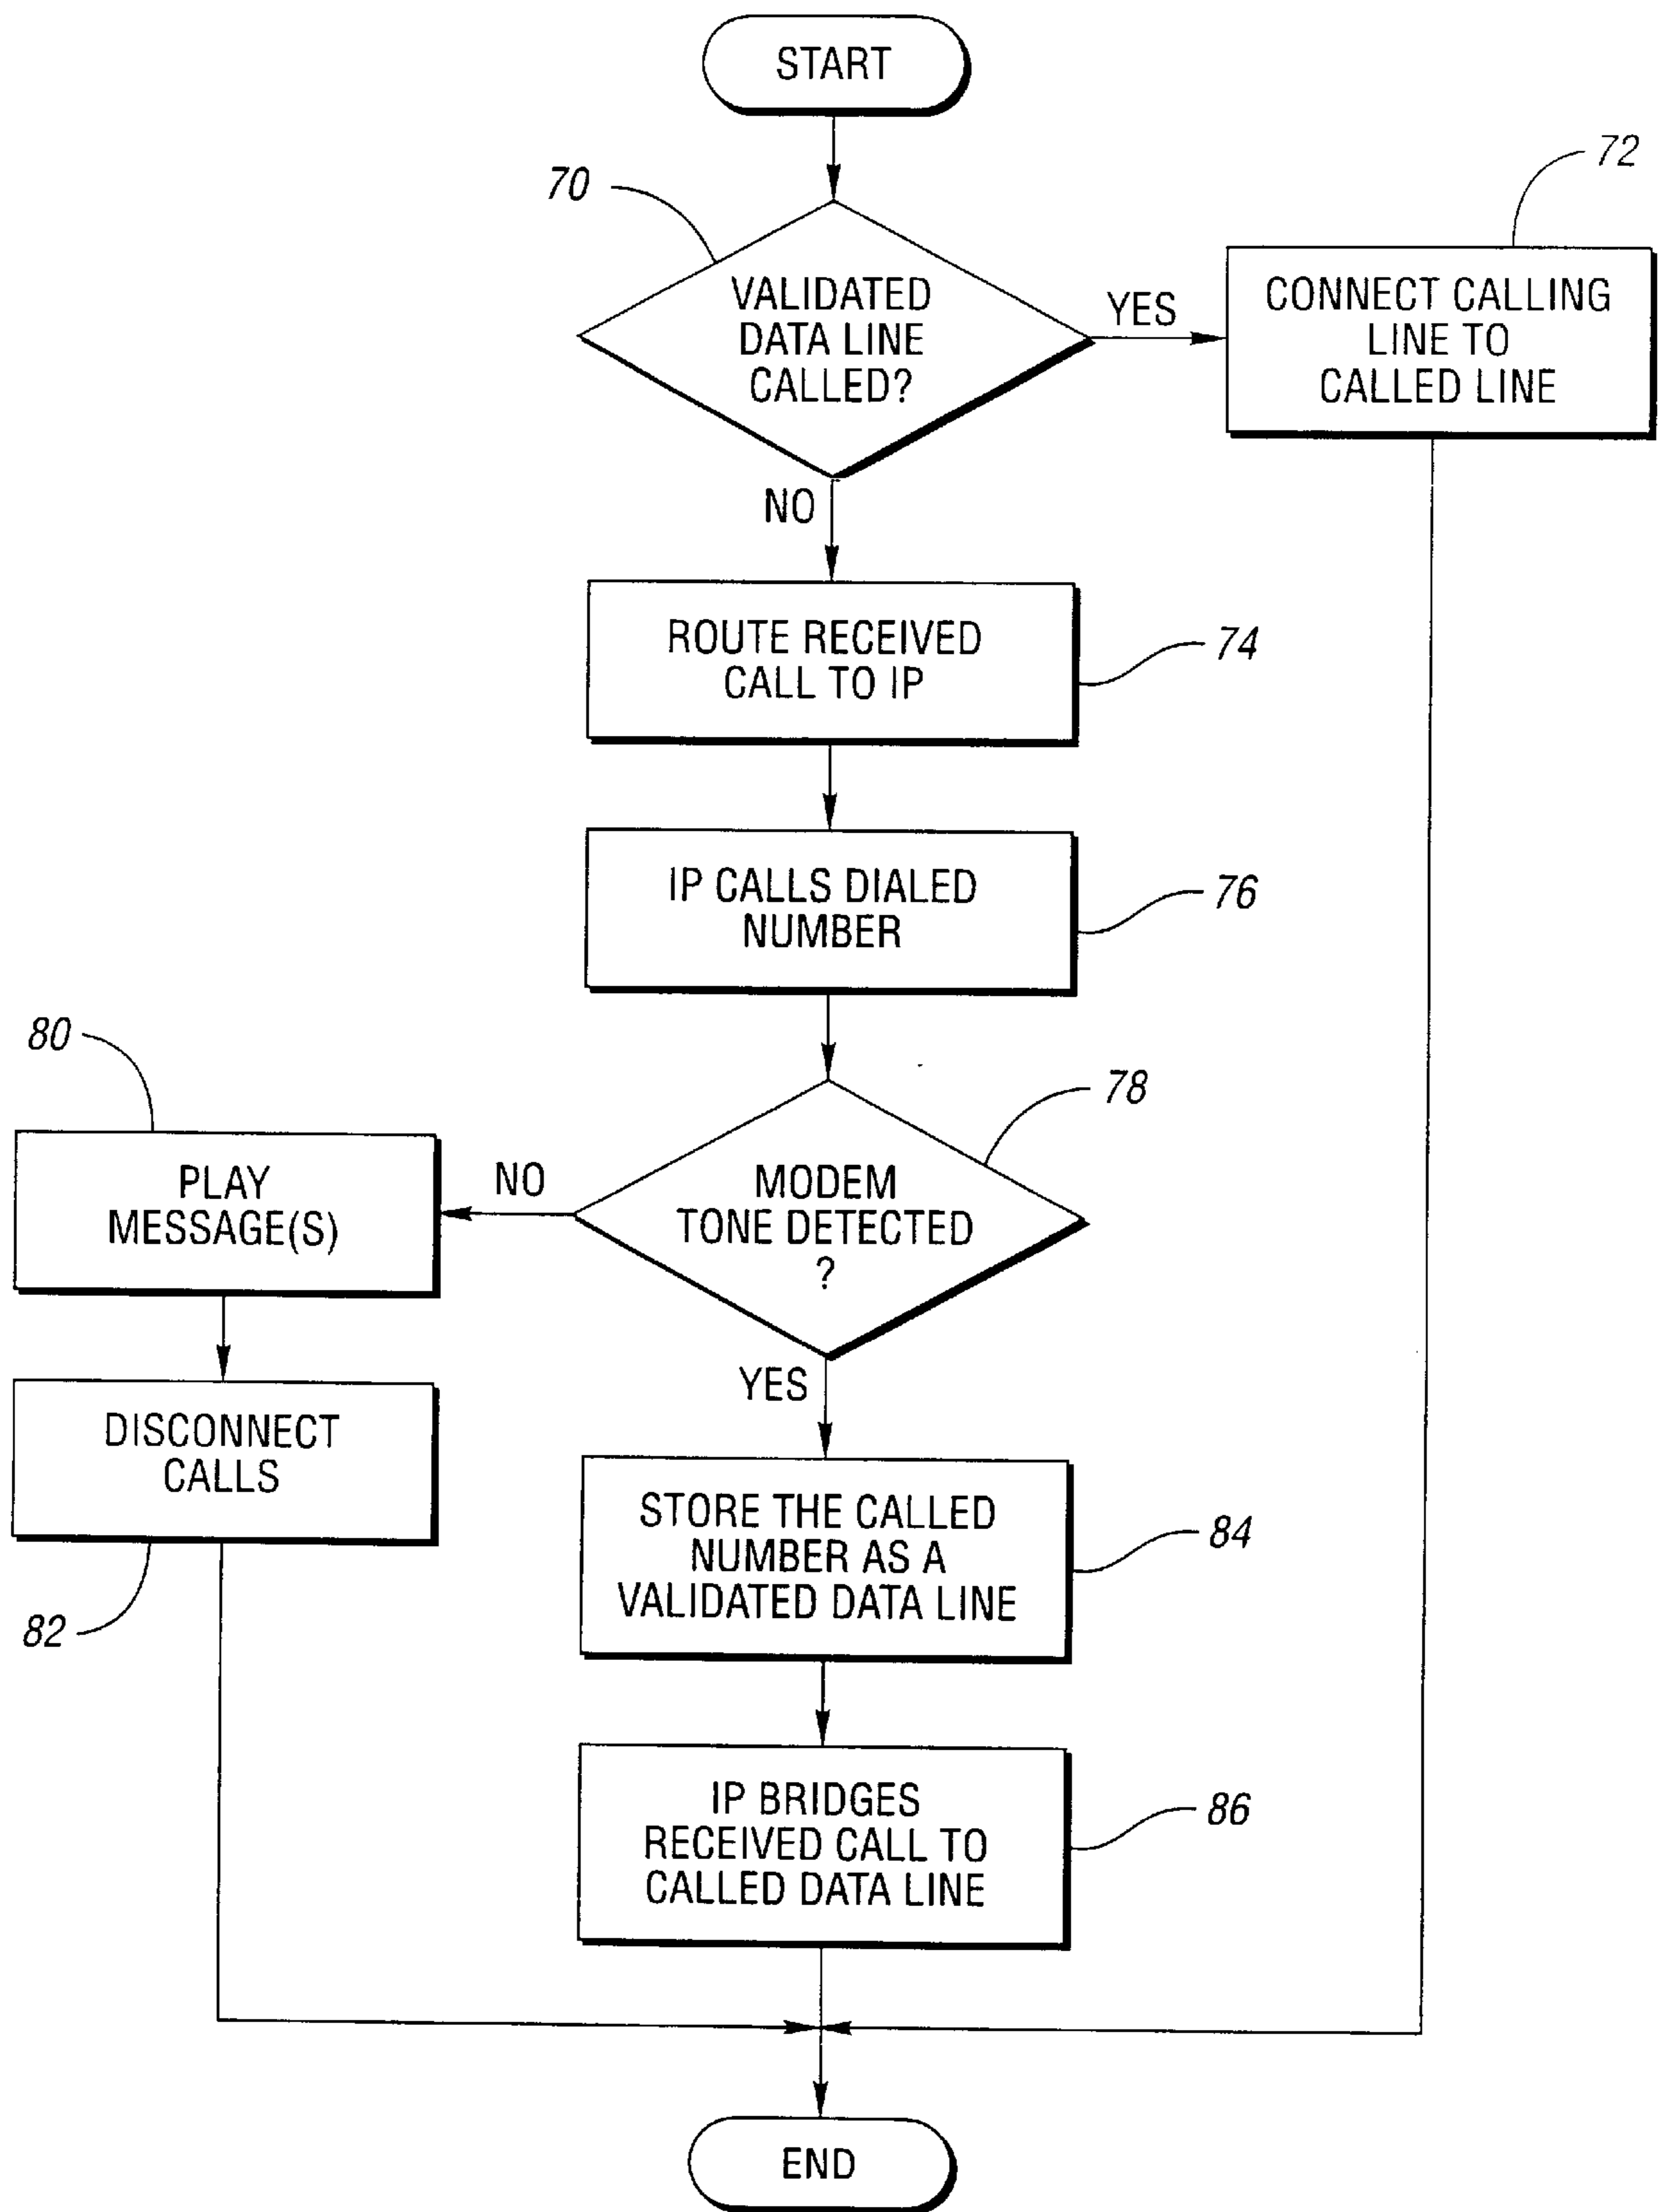 START
70
VALIDATED
DATA LINE
CALLED?
YES
72
CONNECT CALLING
LINE TO
CALLED LINE
NO
ROUTE RECEIVED
CALL TO IP
74
IP CALLS DIALED
NUMBER
76
80
PLAY
MESSAGE(S)
NO
MODEM
TONE DETECTED
?
78
YES
DISCONNECT
CALLS
82
STORE THE CALLED
NUMBER AS A
VALIDATED DATA LINE
84
IP BRIDGES
RECEIVED CALL TO
CALLED DATA LINE
86
END